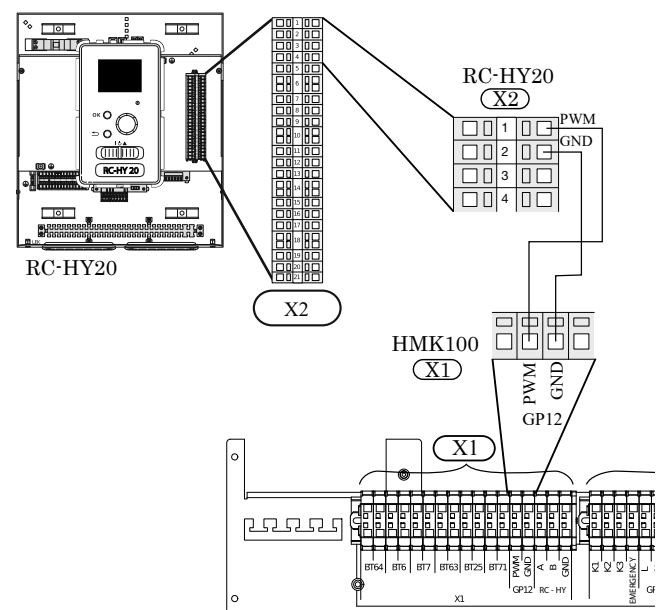 OK
RC-HY 20
UX
RC-HY20
1
2
3
4
5
6
7
8
9
10
11
12
13
14
15
16
17
18
19
20
21
X2
RC-HY20
X2
PWM
GND
1
2
3
4
HMK100
X1
PWM
GND
GP12
X1
BT64
BT6
BT7
BT63
BT25
BT71
PWM
GND
A
B
GND
GP12
RC - HY
X1
K1
K2
K3
EMERGENCY
L
GP